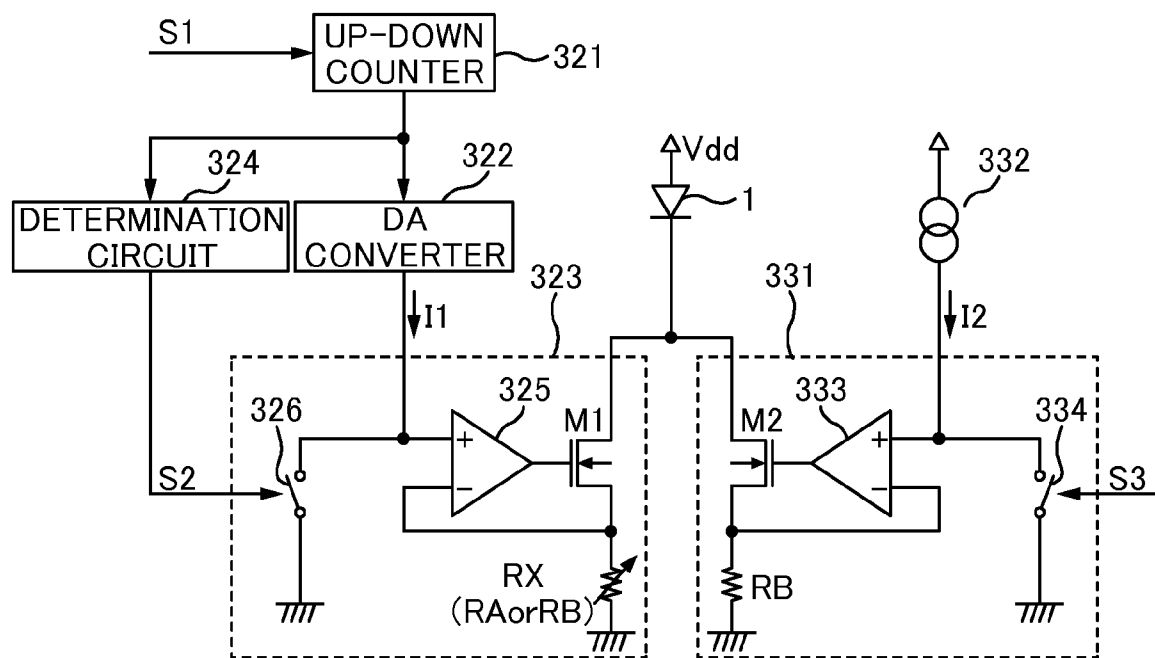 S1
UP-DOWN
COUNTER
321
324
322
Vdd
1
332
DETERMINATION
CIRCUIT
DA
CONVERTER
323
331
I1
I2
326
325
M1
M2
333
334
+
+
S2
S3
−
−
RX
(RAorRB)
RB